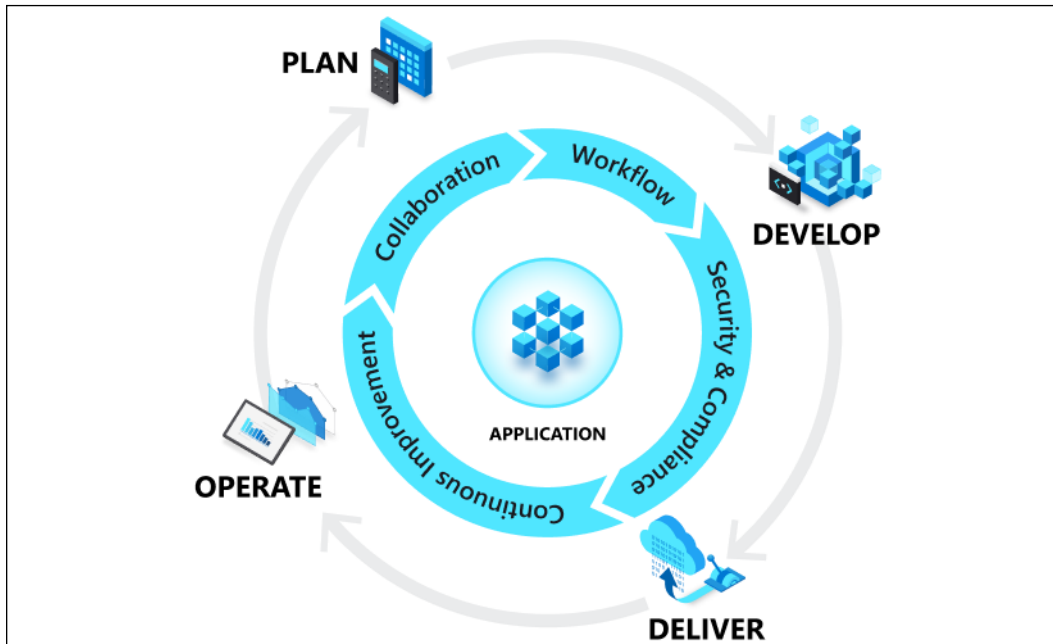 PLAN
Collaboration
Workflow
DEVELOP
Security & Compliance
APPLICATION
Continuous Improvement
OPERATE
DELIVER